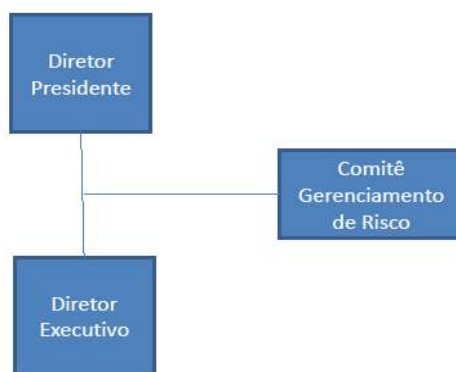 Diretor
Presidente
Comitê
Gerenciamento
de Risco
Diretor
Executivo